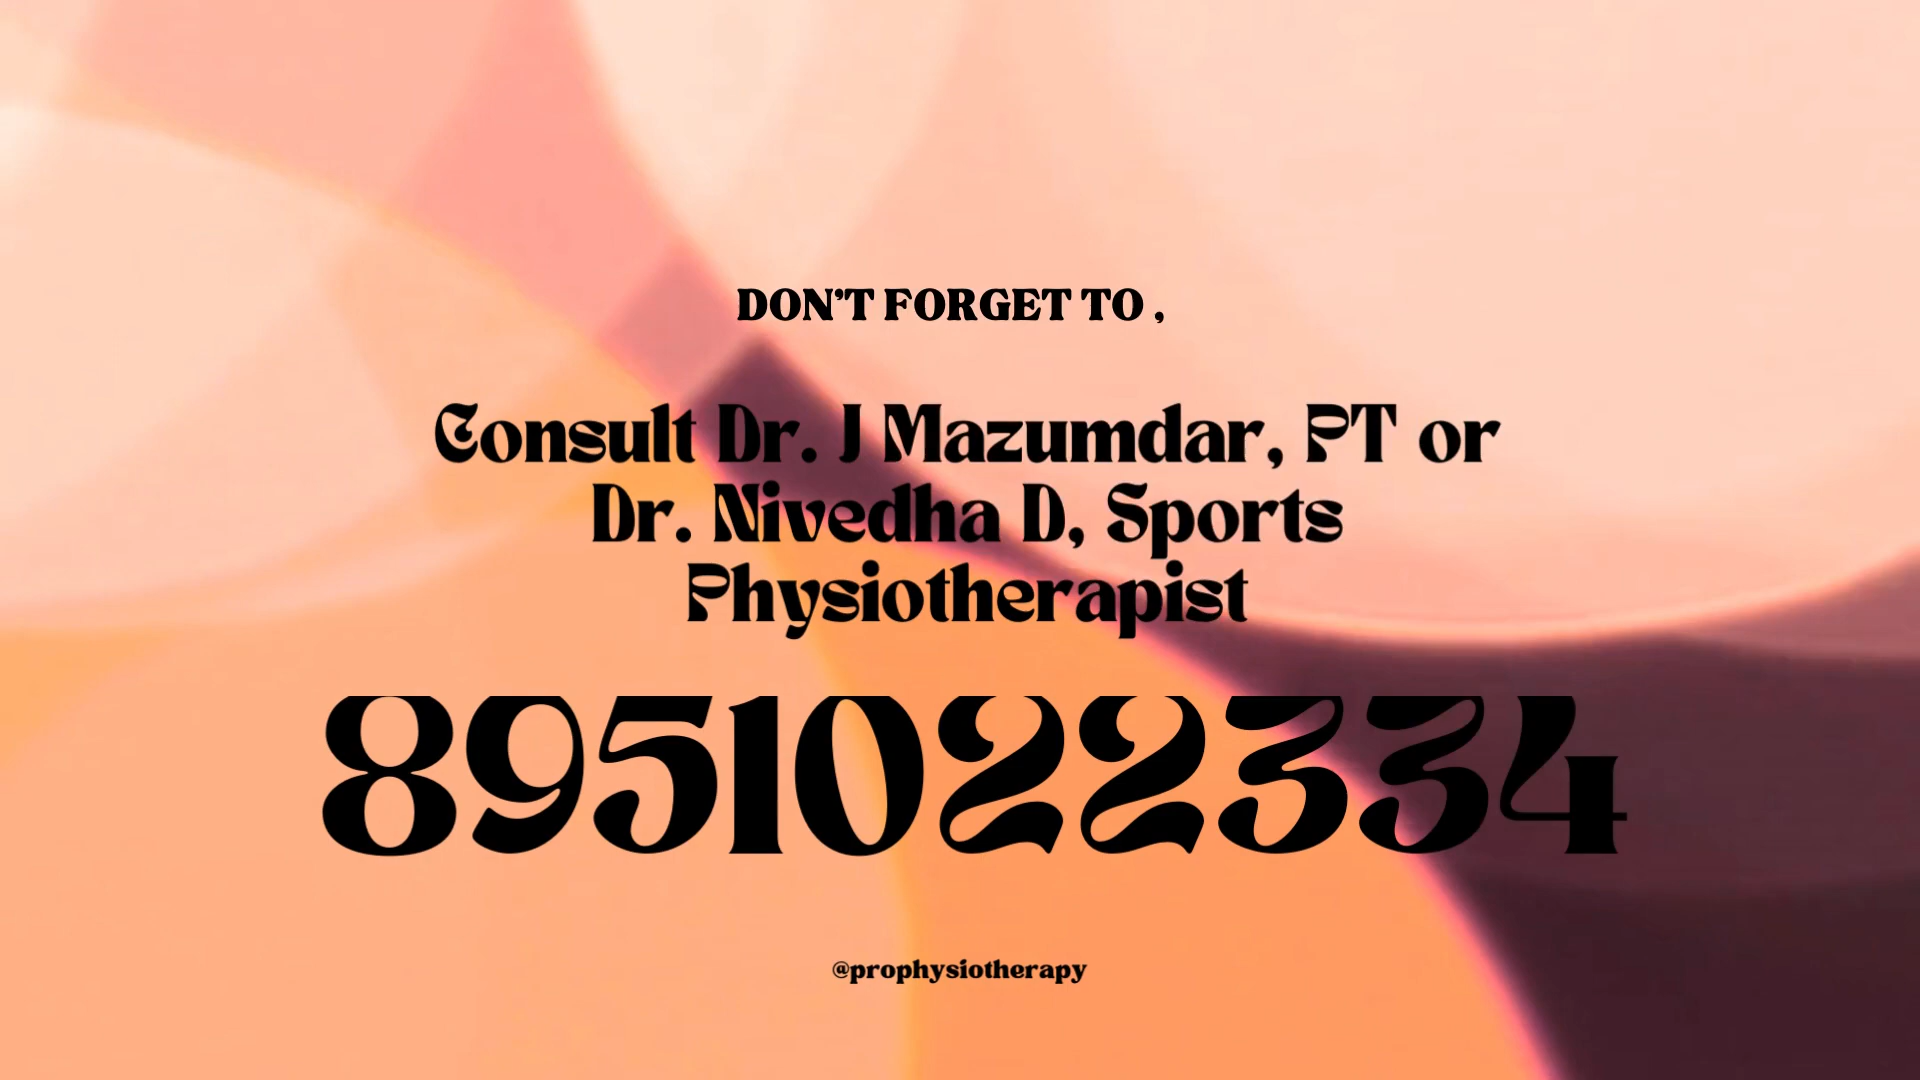 DON'T FORGET TO ,
Consult Dr. J Mazumdar, PT or
Dr. Nivedha D, Sports
Physiotherapist
8951022334
@prophysiotherapy